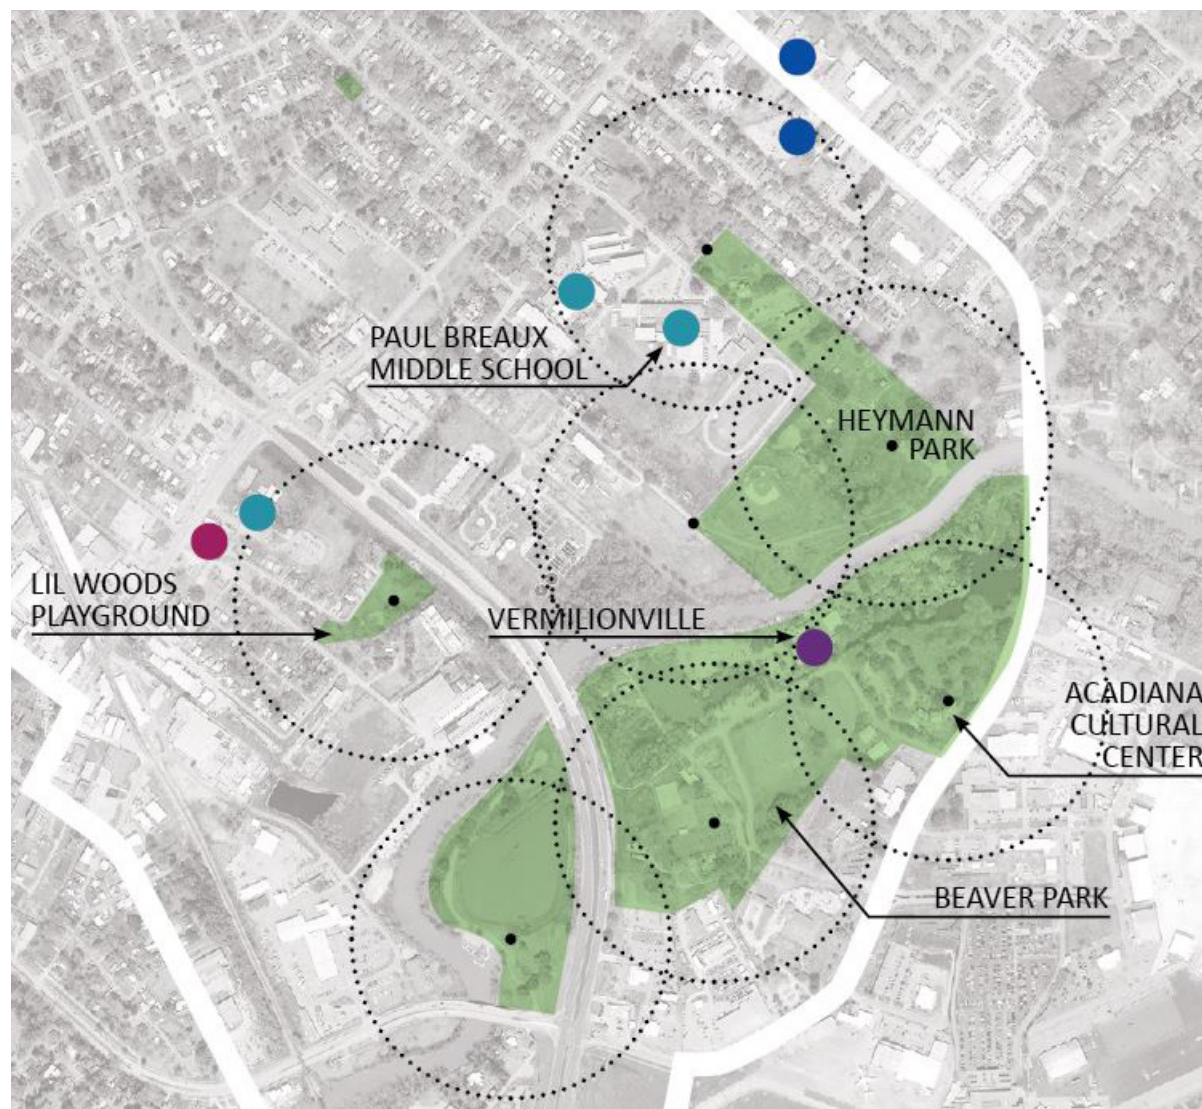 PAUL BREAUX
MIDDLE SCHOOL
HEYMANN
PARK
LIL WOODS
PLAYGROUND
VERMILIONVILLE
ACADIANA
CULTURAL
CENTER
BEAVER PARK